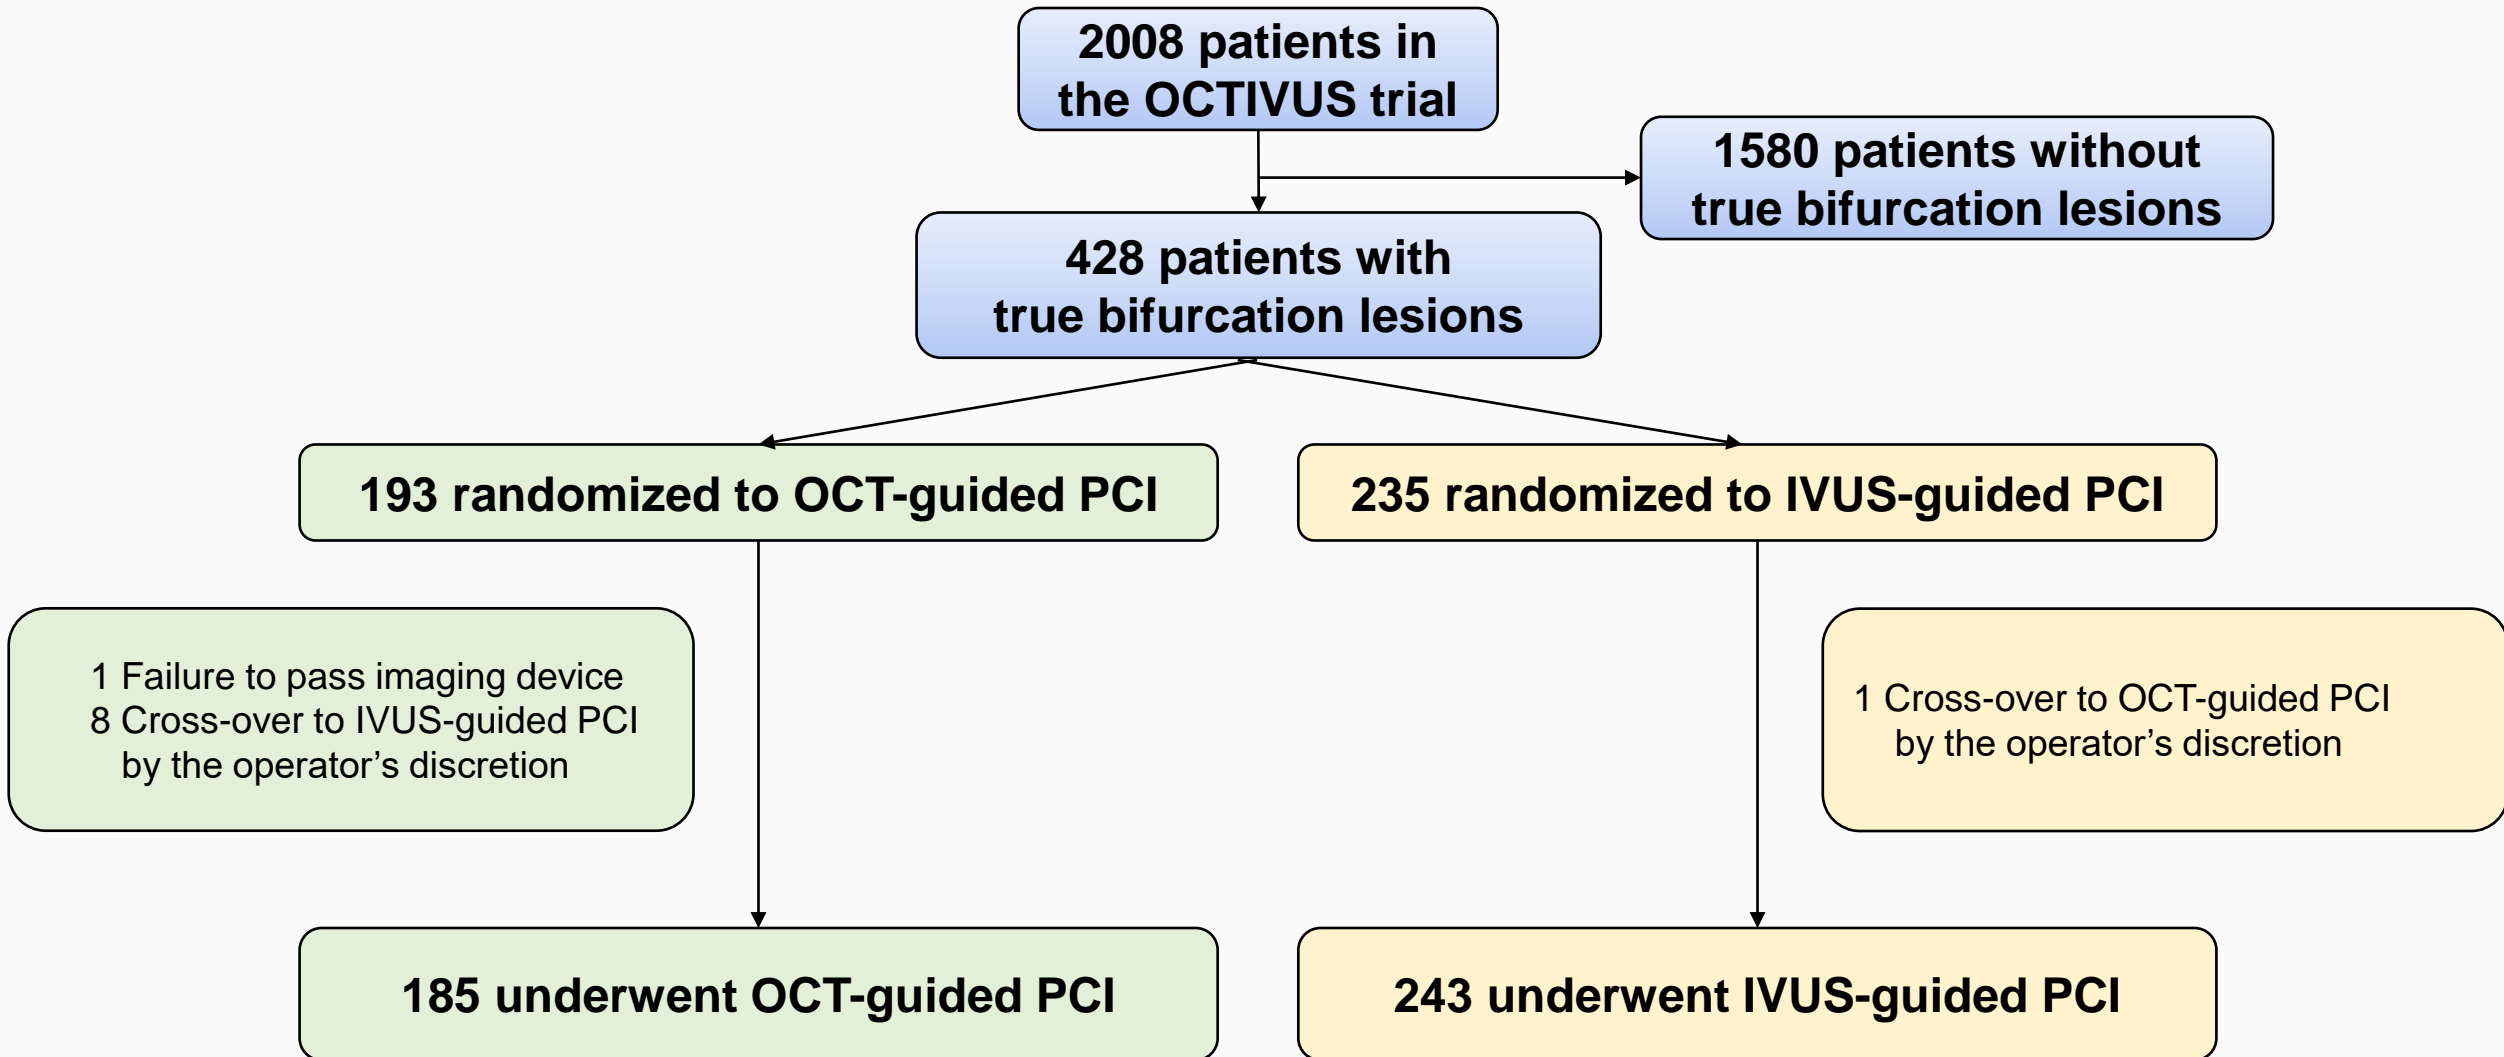 2008 patients in
the OCTIVUS trial
1580 patients without
true bifurcation lesions
428 patients with
true bifurcation lesions
193 randomized to OCT-guided PCI
235 randomized to IVUS-guided PCI
1 Failure to pass imaging device
8 Cross-over to IVUS-guided PCI
by the operator’s discretion
1 Cross-over to OCT-guided PCI
by the operator’s discretion
185 underwent OCT-guided PCI
243 underwent IVUS-guided PCI